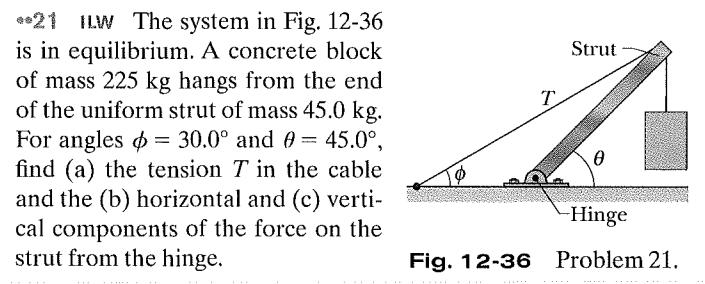 ••21 ILW The system in Fig. 12-36
is in equilibrium. A concrete block
of mass 225 kg hangs from the end
of the uniform strut of mass 45.0 kg.
For angles ϕ = 30.0° and θ = 45.0°,
find (a) the tension T in the cable
and the (b) horizontal and (c) verti-
cal components of the force on the
strut from the hinge.
Strut
T
θ
ϕ
Hinge
Fig. 12-36 Problem 21.